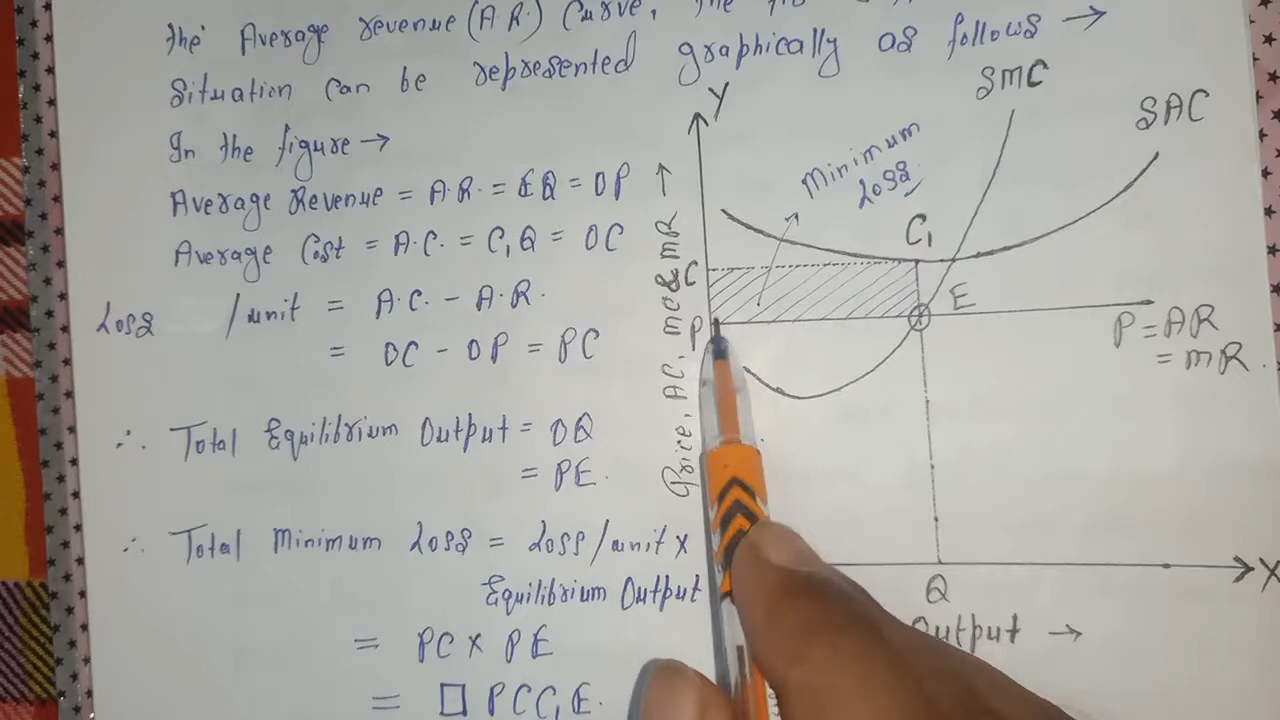 the Average revenue (A.R.) Curve, the
Situation can be represented graphically as follows →
In the figure →
Average Revenue = A.R. = EQ = OP
Average Cost = A.C. = C1Q = OC
Loss /unit = A.C. - A.R.
= OC - OP = PC
∴ Total Equilibrium Output = OQ
= PE.
∴ Total Minimum Loss = Loss/unit x
Equilibrium Output
= PC x PE
= □ PCC1E.
Y
SMC
SAC
Minimum
Loss
C1
C
E
P
P = AR
= MR.
Price, AC, MC & MR →
Q
X
Output →